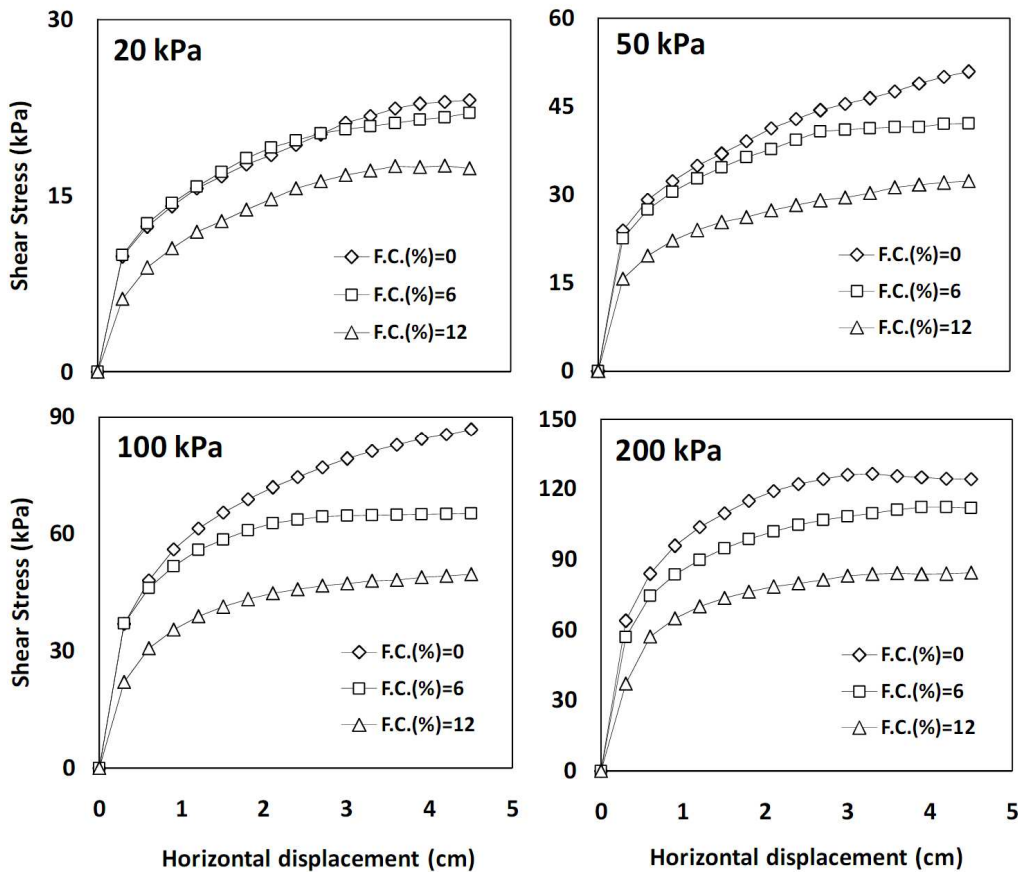 20 kPa
30
15
0
Shear Stress (kPa)
F.C.(%)=0
F.C.(%)=6
F.C.(%)=12
50 kPa
60
45
30
15
0
F.C.(%)=0
F.C.(%)=6
F.C.(%)=12
100 kPa
90
60
30
0
Shear Stress (kPa)
F.C.(%)=0
F.C.(%)=6
F.C.(%)=12
0 1 2 3 4 5
Horizontal displacement (cm)
200 kPa
150
120
90
60
30
0
F.C.(%)=0
F.C.(%)=6
F.C.(%)=12
0 1 2 3 4 5
Horizontal displacement (cm)